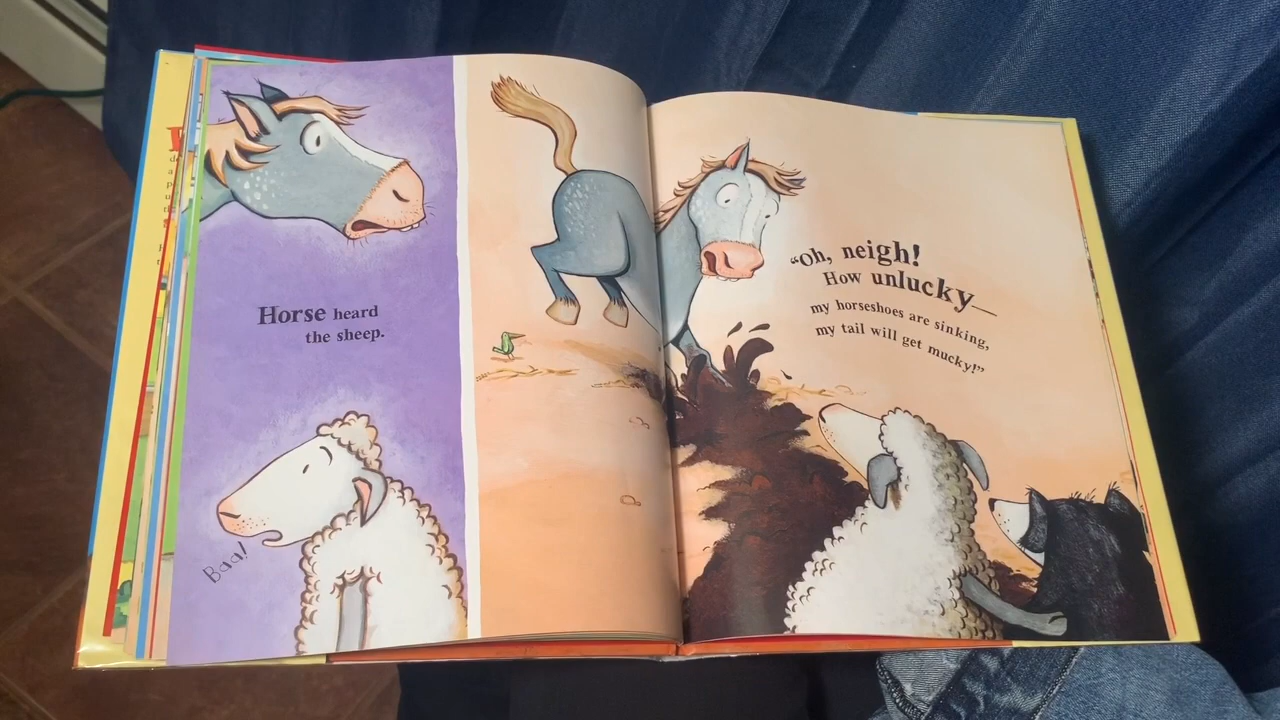 Horse heard
the sheep.
Baa!
“Oh, neigh!
How unlucky—
my horseshoes are sinking,
my tail will get mucky!”